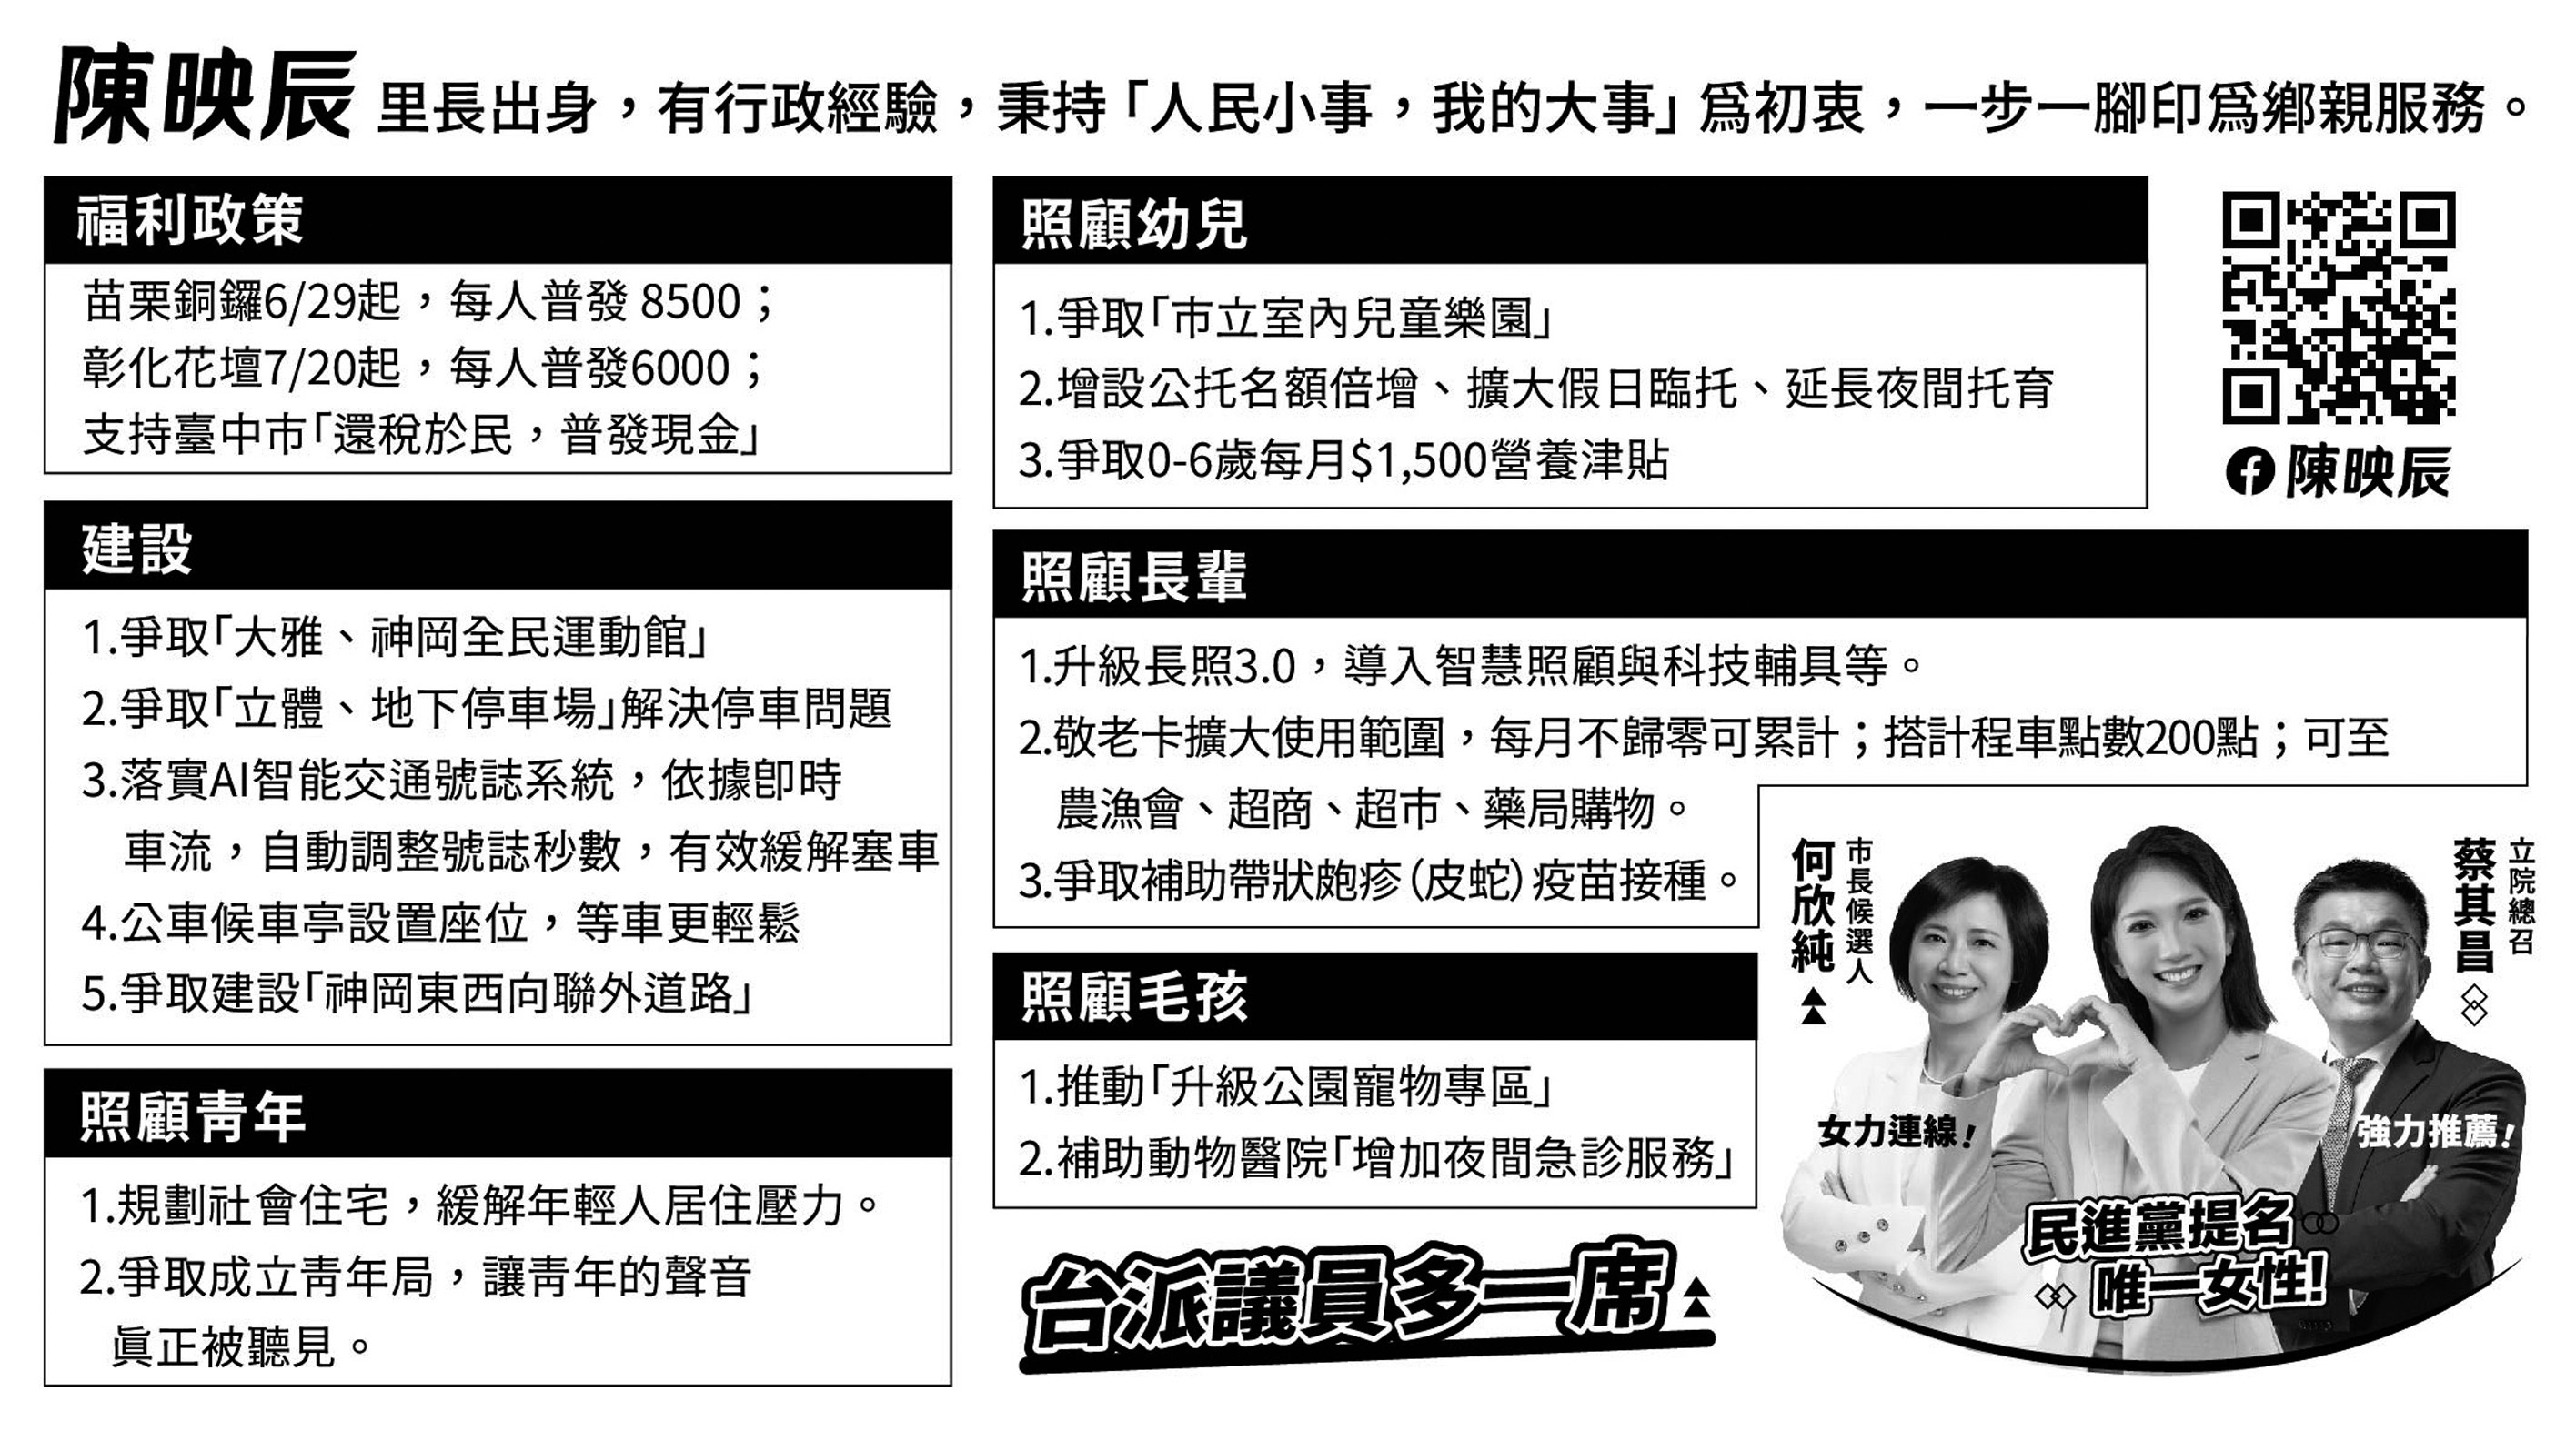 陳映辰 里長出身，有行政經驗，秉持「人民小事，我的大事」爲初衷，一步一腳印爲鄉親服務。
福利政策
苗栗銅鑼6/29起，每人普發 8500；
彰化花壇7/20起，每人普發6000；
支持臺中市「還稅於民，普發現金」
建設
1.爭取「大雅、神岡全民運動館」
2.爭取「立體、地下停車場」解決停車問題
3.落實AI智能交通號誌系統，依據卽時
車流，自動調整號誌秒數，有效緩解塞車
4.公車候車亭設置座位，等車更輕鬆
5.爭取建設「神岡東西向聯外道路」
照顧靑年
1.規劃社會住宅，緩解年輕人居住壓力。
2.爭取成立靑年局，讓靑年的聲音
眞正被聽見。
照顧幼兒
1.爭取「市立室內兒童樂園」
2.增設公托名額倍增、擴大假日臨托、延長夜間托育
3.爭取0-6歲每月$1,500營養津貼
陳映辰
照顧長輩
1.升級長照3.0，導入智慧照顧與科技輔具等。
2.敬老卡擴大使用範圍，每月不歸零可累計；搭計程車點數200點；可至
農漁會、超商、超市、藥局購物。
3.爭取補助帶狀皰疹（皮蛇）疫苗接種。
照顧毛孩
1.推動「升級公園寵物專區」
2.補助動物醫院「增加夜間急診服務」
台派議員多一席
市長候選人
何欣純
立院總召
蔡其昌
女力連線！
強力推薦！
民進黨提名
唯一女性！